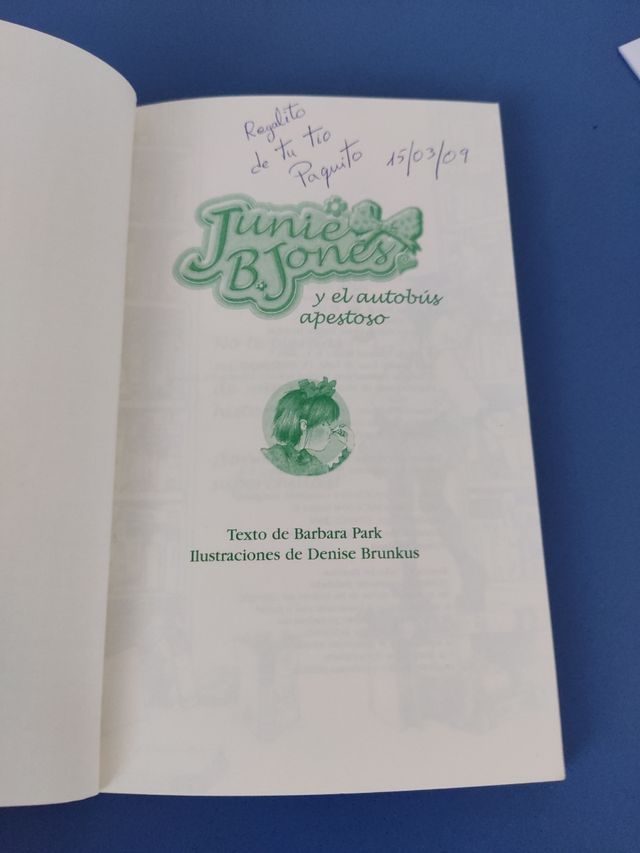 Regalito
de tu tío
Paquito 15/03/09
Junie
B. Jones
y el autobús
apestoso
Texto de Barbara Park
Ilustraciones de Denise Brunkus